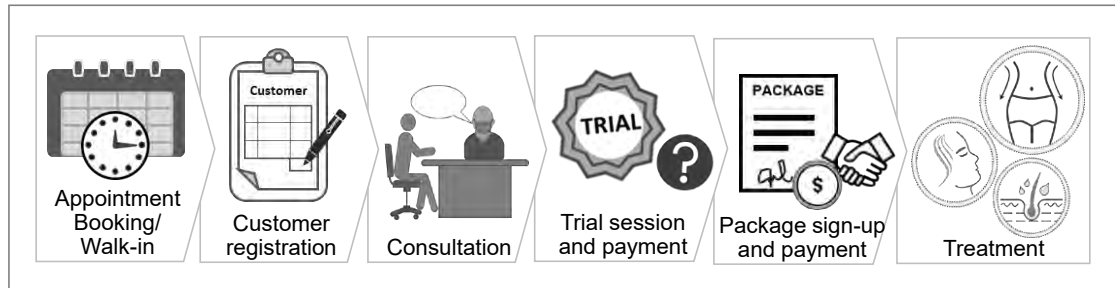 Appointment
Booking/
Walk-in
Customer
Customer
registration
Consultation
TRIAL
?
Trial session
and payment
PACKAGE
$
Package sign-up
and payment
Treatment